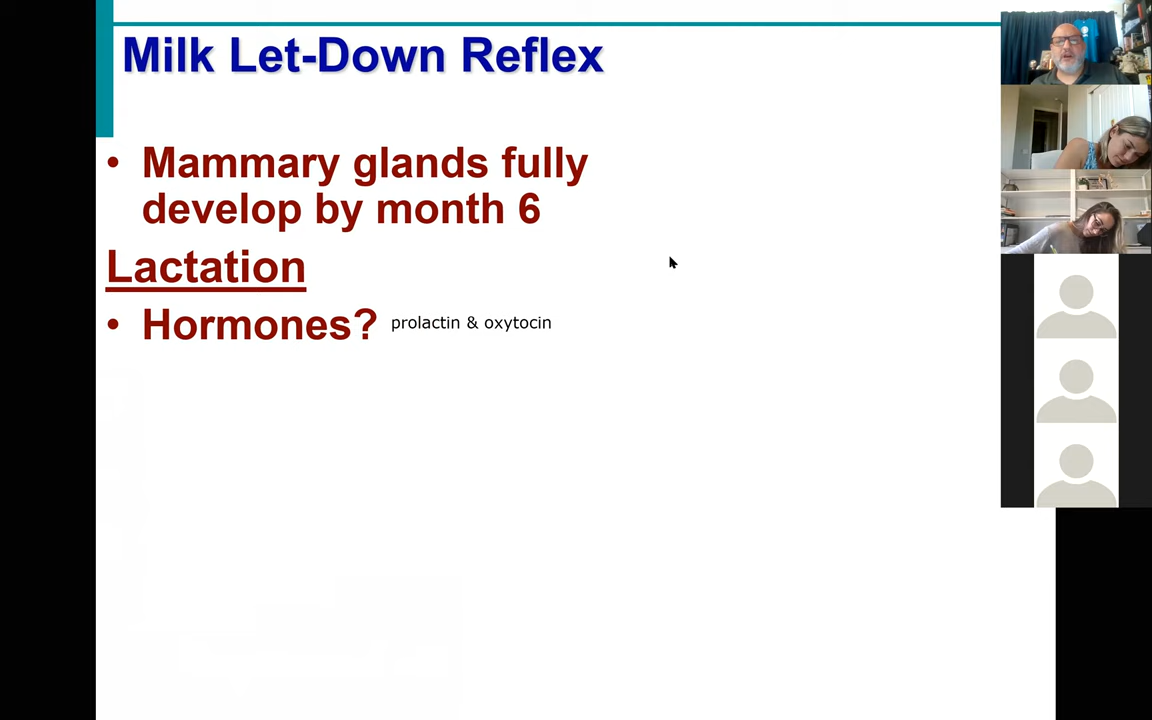 Milk Let-Down Reflex
• Mammary glands fully
develop by month 6
Lactation
• Hormones? prolactin & oxytocin